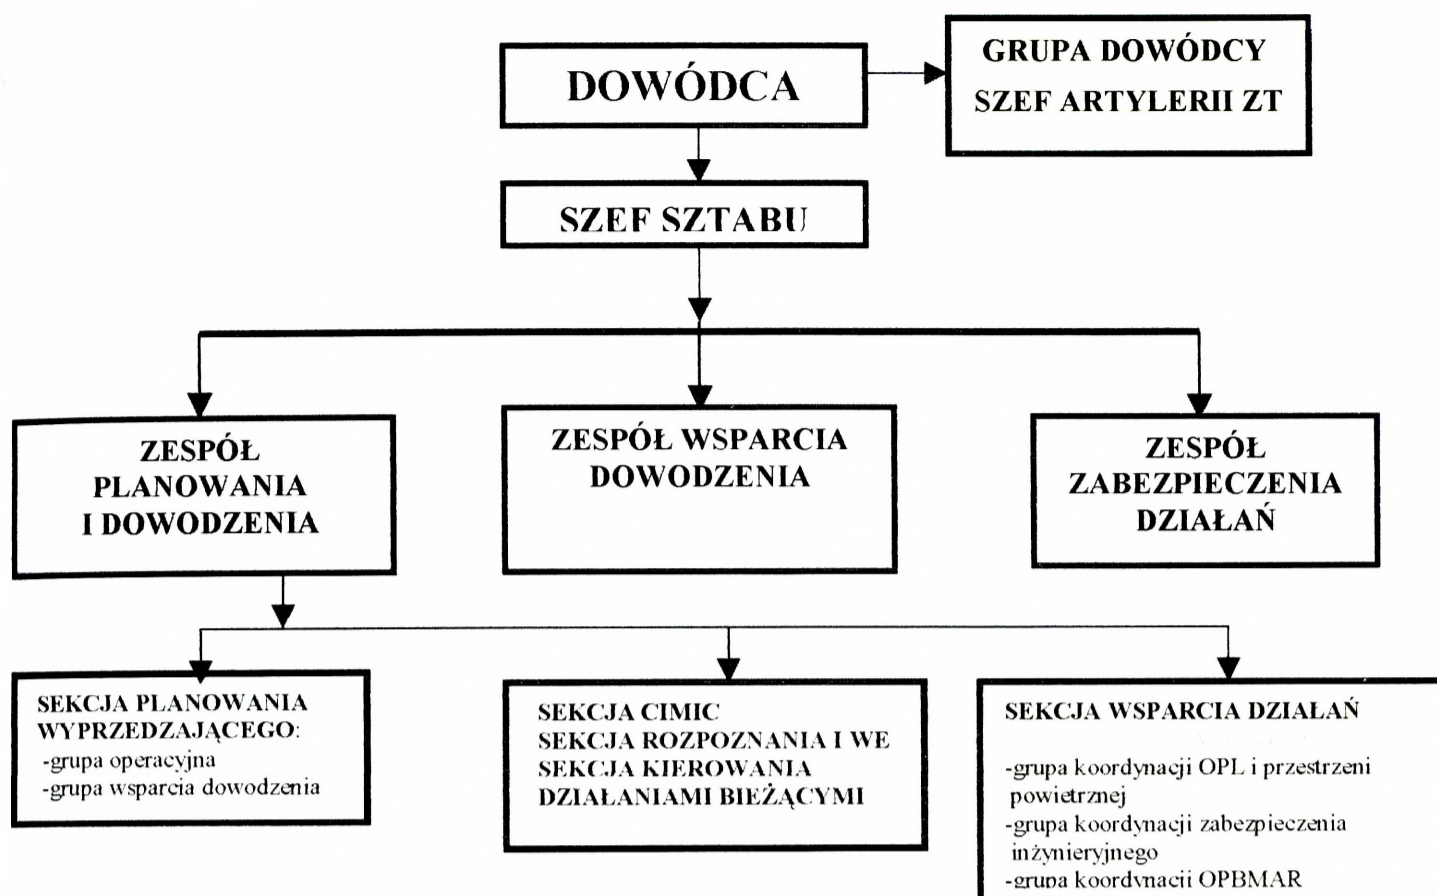 DOWÓDCA
GRUPA DOWÓDCY
SZEF ARTYLERII ZT
SZEF SZTABU
ZESPÓŁ
PLANOWANIA
I DOWODZENIA
ZESPÓŁ WSPARCIA
DOWODZENIA
ZESPÓŁ
ZABEZPIECZENIA
DZIAŁAŃ
SEKCJA PLANOWANIA
WYPRZEDZAJĄCEGO:
-grupa operacyjna
-grupa wsparcia dowodzenia
SEKCJA CIMIC
SEKCJA ROZPOZNANIA I WE
SEKCJA KIEROWANIA
DZIAŁANIAMI BIEŻĄCYMI
SEKCJA WSPARCIA DZIAŁAŃ
-grupa koordynacji OPL i przestrzeni
powietrznej
-grupa koordynacji zabezpieczenia
inżynieryjnego
-grupa koordynacji OPBMAR